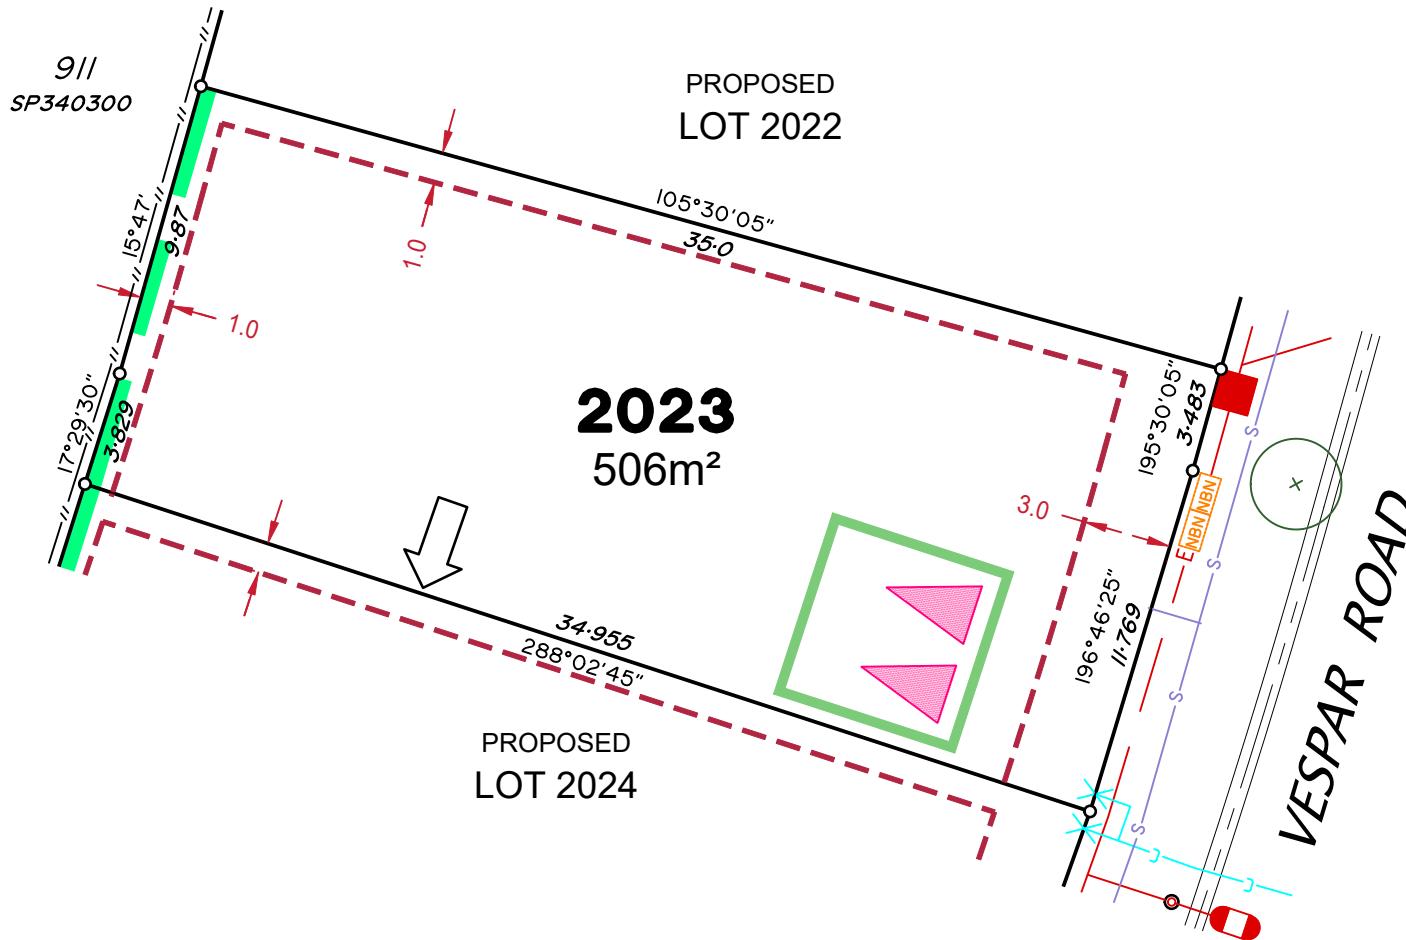 911
SP340300
PROPOSED
LOT 2022
15°47'
9·87
105°30'05"
35·0
1.0
1.0
17°29'30"
3·829
2023
506m²
195°30'05"
3·483
3.0
NBN
NBN
E
S
S
S
S
196°46'25"
11·769
VESPAR ROAD
34·955
288°02'45"
PROPOSED
LOT 2024